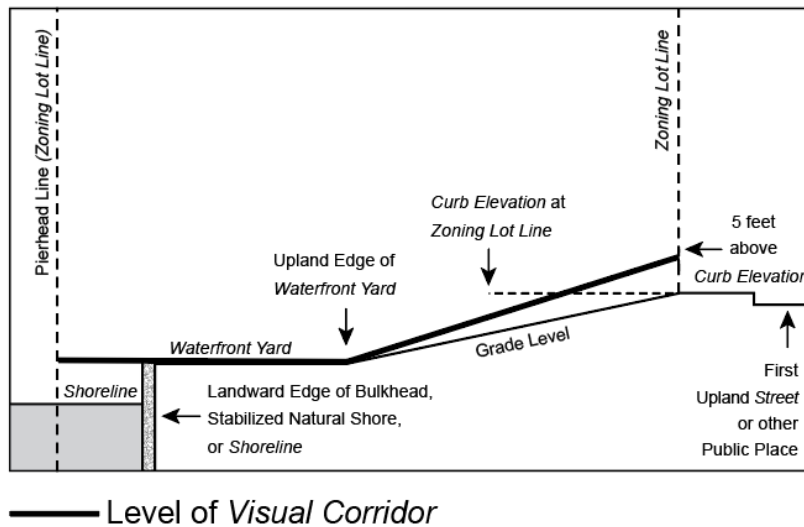 Pierhead Line (Zoning Lot Line)
Zoning Lot Line
Curb Elevation at
Zoning Lot Line
5 feet
above
Curb Elevation
Upland Edge of
Waterfront Yard
Waterfront Yard
Grade Level
Shoreline
Landward Edge of Bulkhead,
Stabilized Natural Shore,
or Shoreline
First
Upland Street
or other
Public Place
Level of Visual Corridor